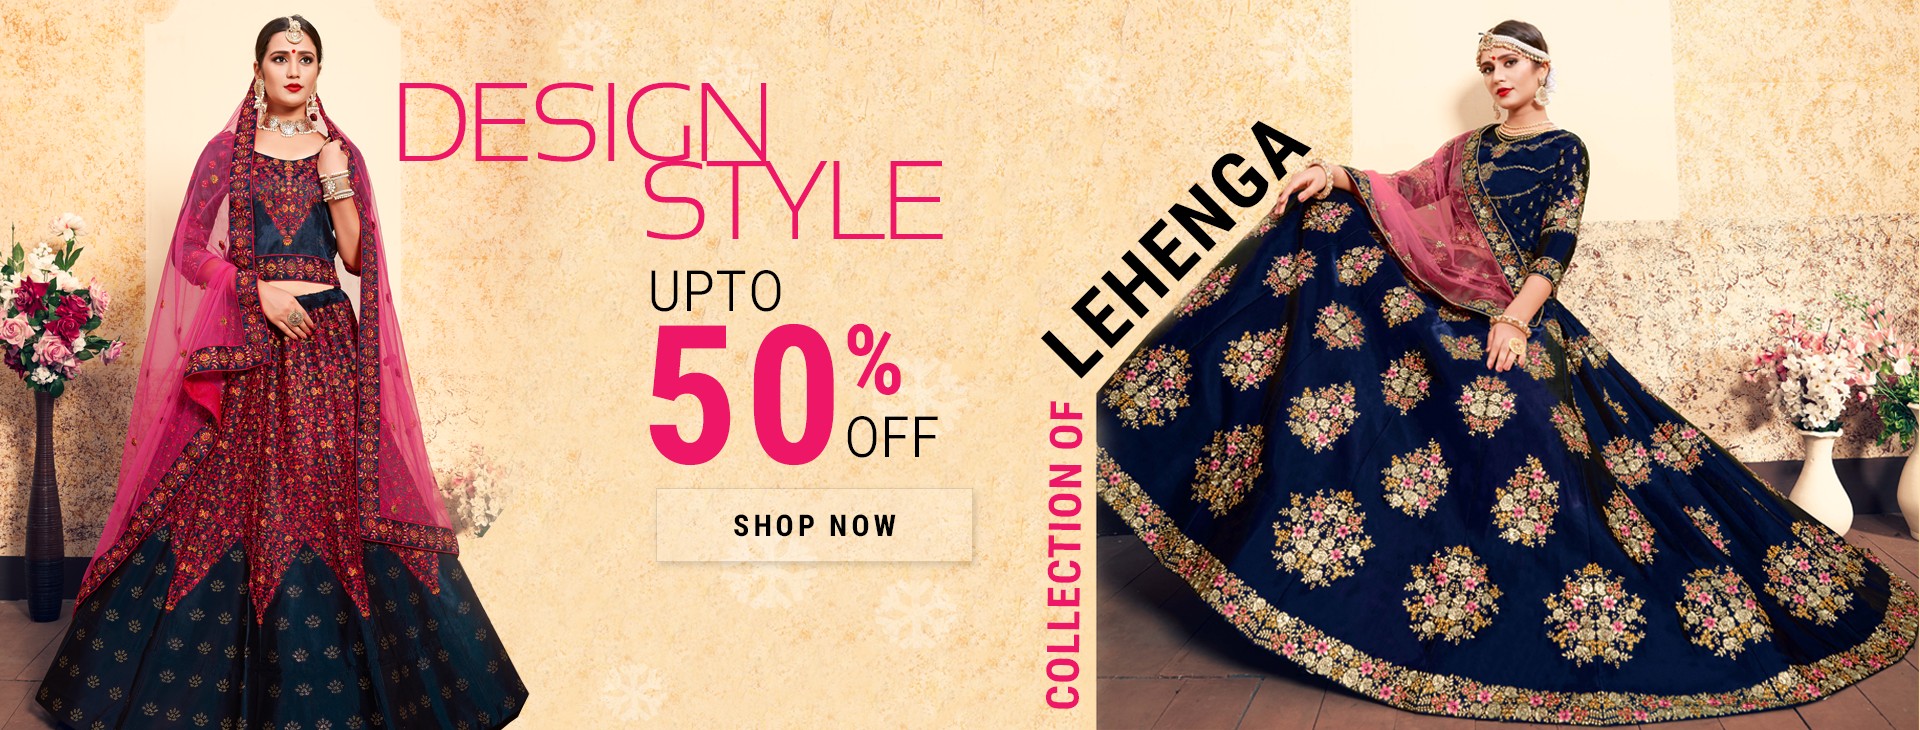 DESIGN
STYLE
UPTO
50%
OFF
SHOP NOW
COLLECTION OF
LEHENGA